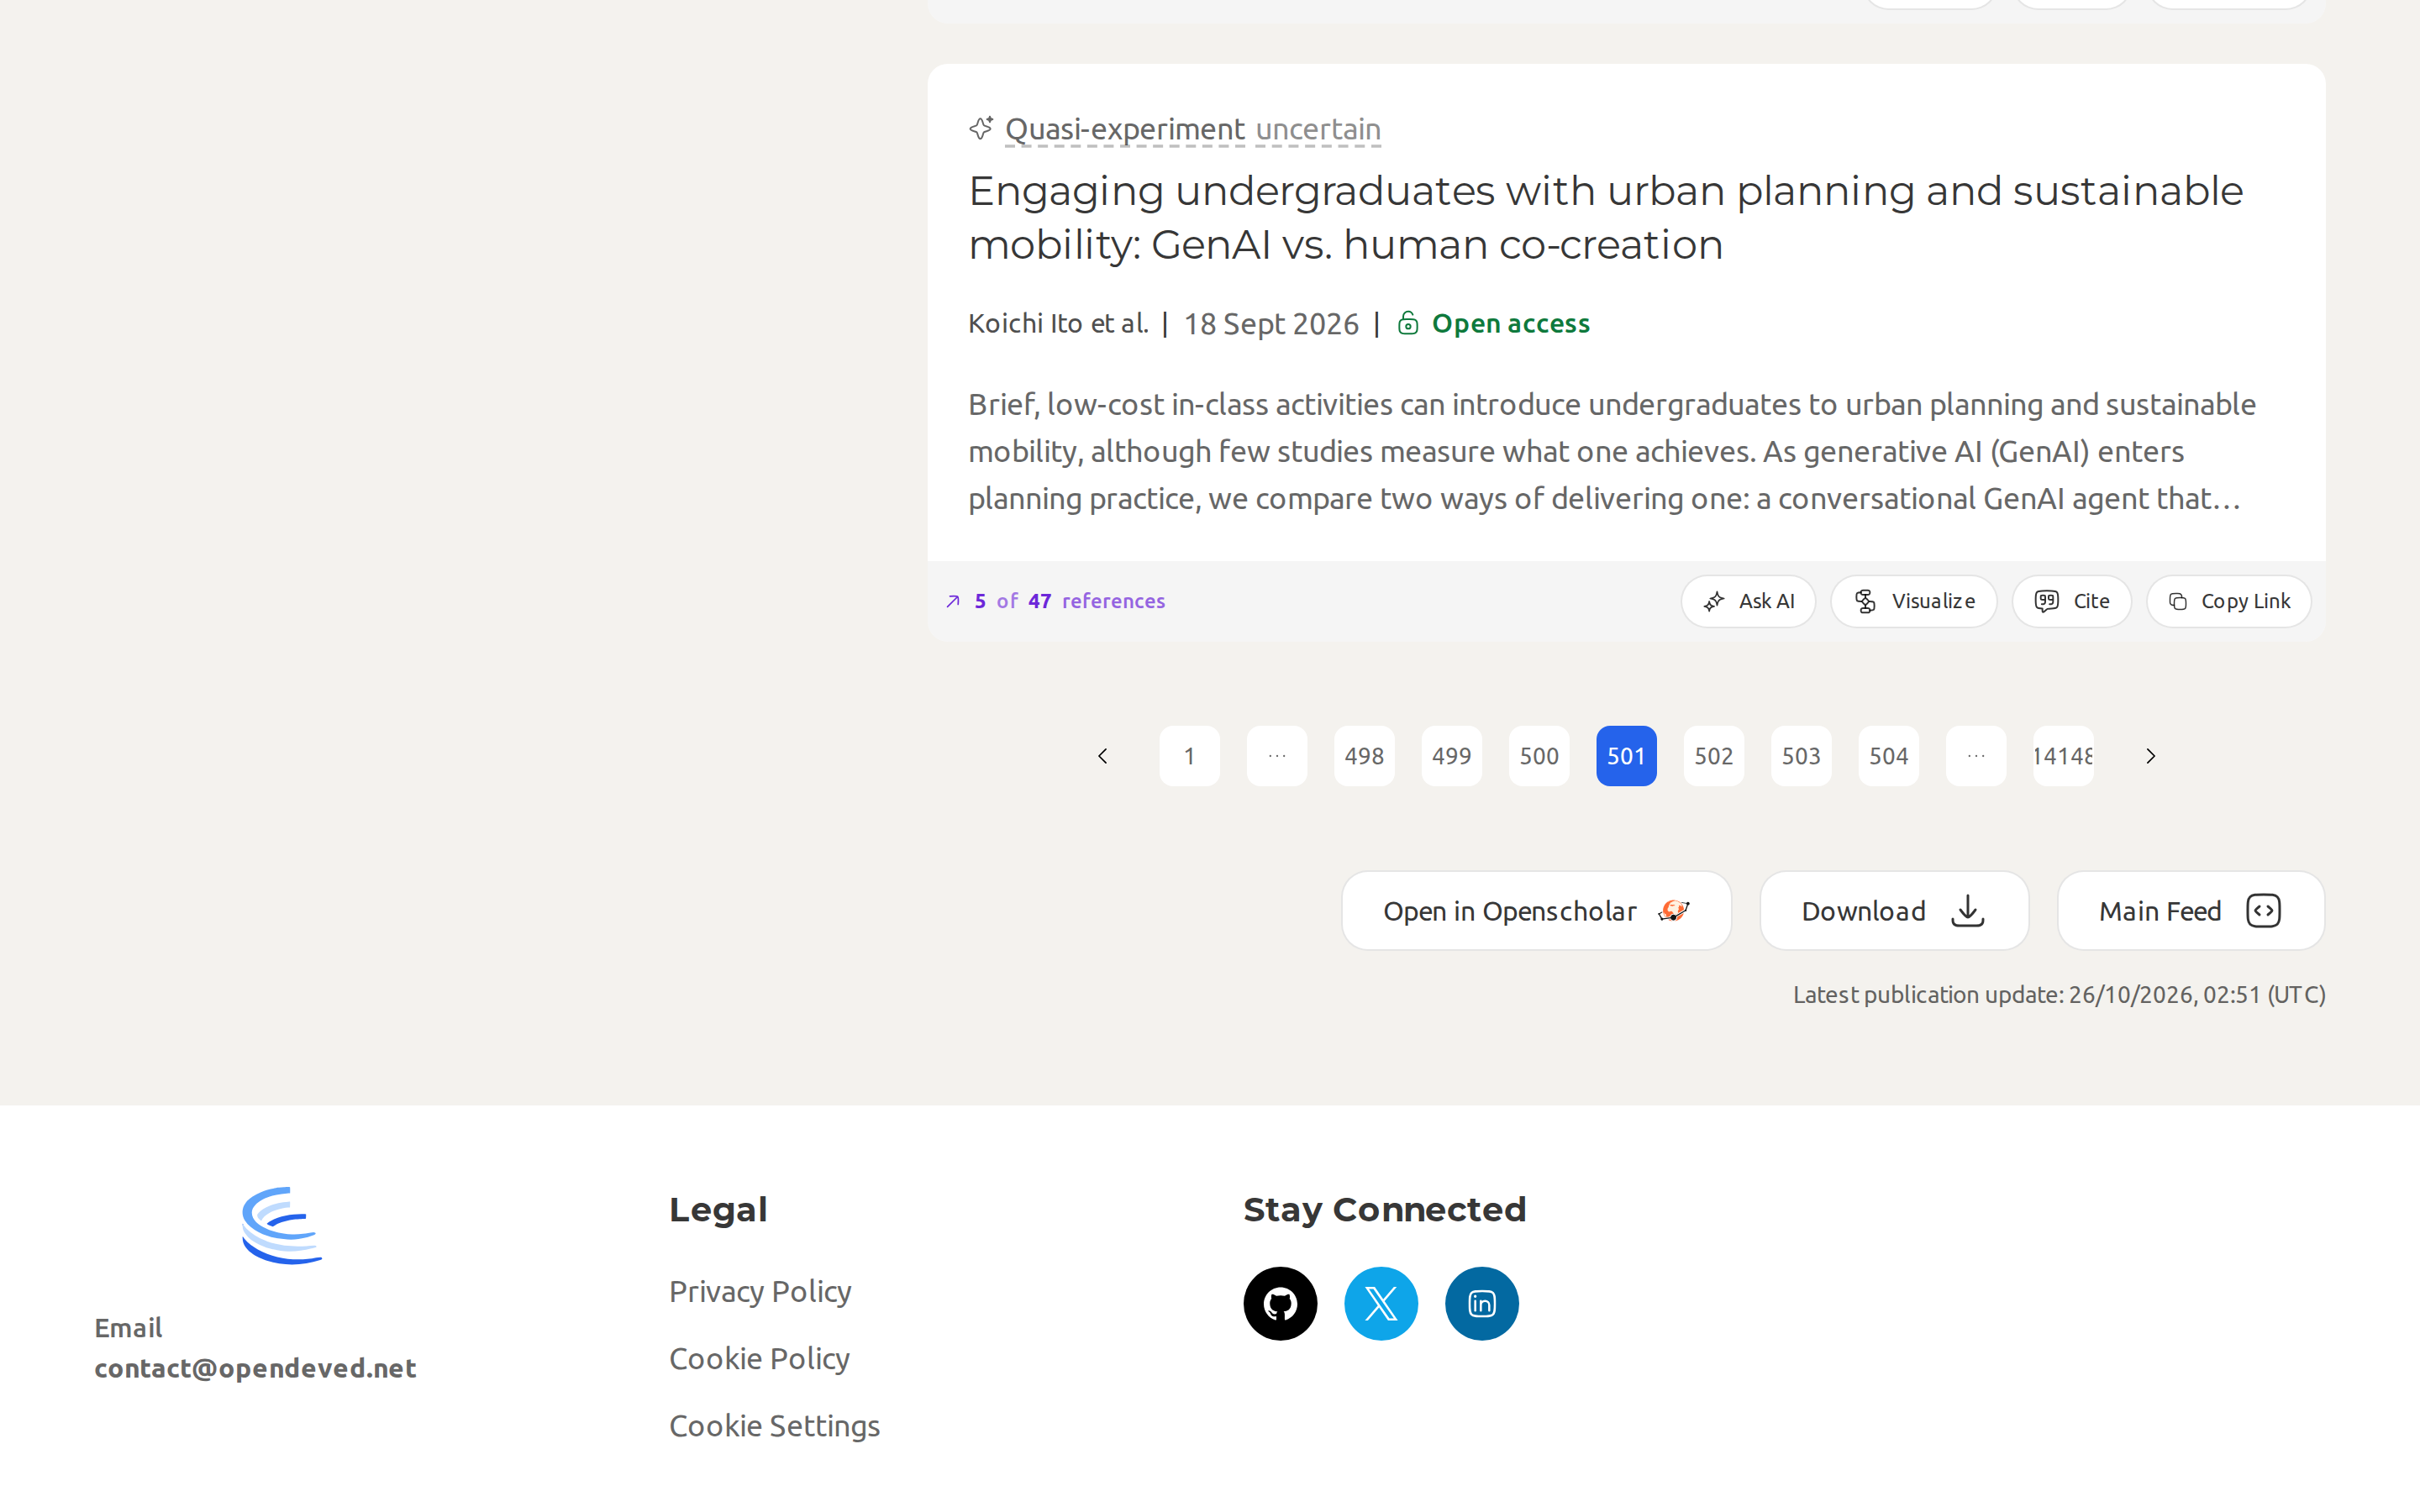 Quasi-experiment uncertain
Engaging undergraduates with urban planning and sustainable
mobility: GenAI vs. human co-creation
Koichi Ito et al. | 18 Sept 2026 | Open access
Brief, low-cost in-class activities can introduce undergraduates to urban planning and sustainable
mobility, although few studies measure what one achieves. As generative AI (GenAI) enters
planning practice, we compare two ways of delivering one: a conversational GenAI agent that…
5 of 47 references
Ask AI
Visualize
Cite
Copy Link
1 ... 498 499 500 501 502 503 504 ... 14148
Open in Openscholar
Download
Main Feed
Latest publication update: 26/10/2026, 02:51 (UTC)
Email
contact@opendeved.net
Legal
Privacy Policy
Cookie Policy
Cookie Settings
Stay Connected